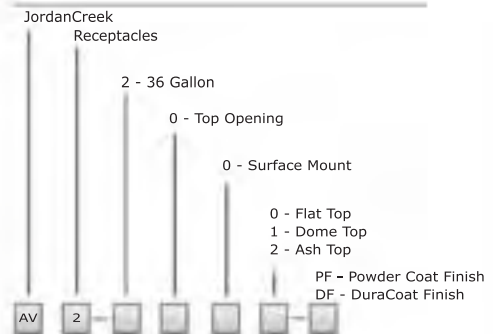 JordanCreek
Receptacles
2 - 36 Gallon
0 - Top Opening
0 - Surface Mount
0 - Flat Top
1 - Dome Top
2 - Ash Top
PF – Powder Coat Finish
DF - DuraCoat Finish
AV 2 - -